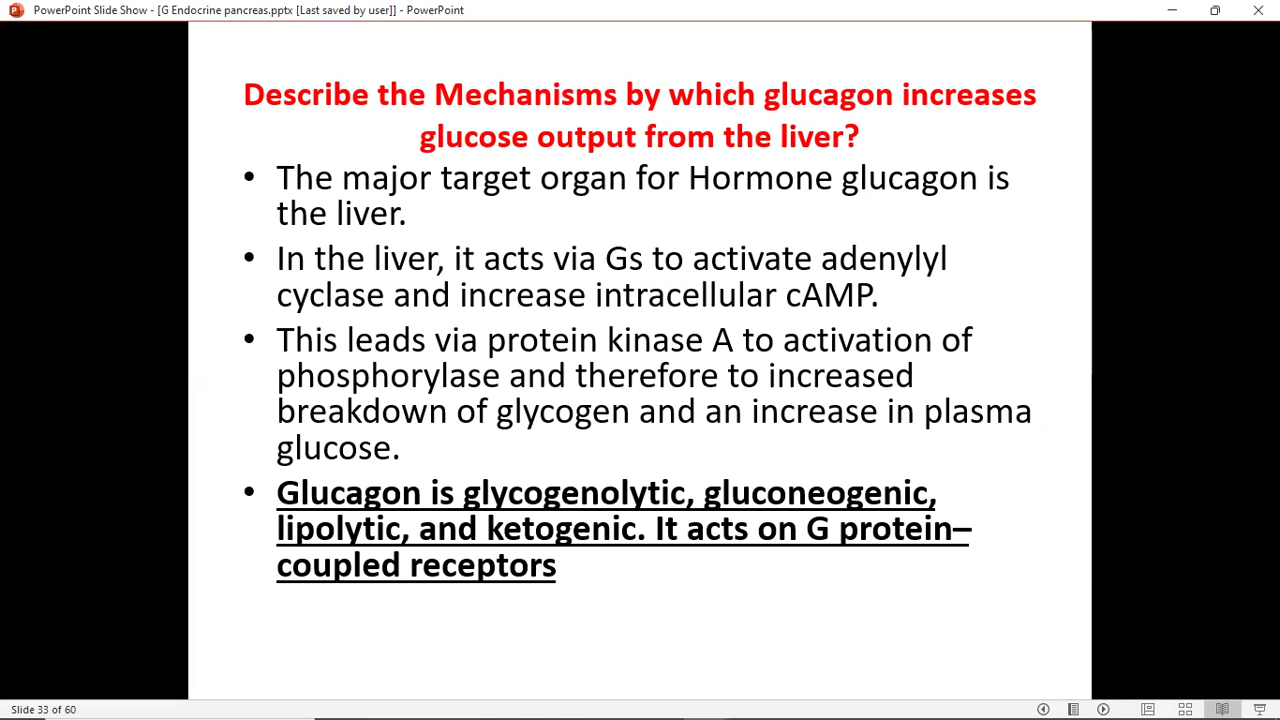 PowerPoint Slide Show - [G Endocrine pancreas.pptx [Last saved by user]] - PowerPoint
Describe the Mechanisms by which glucagon increases
glucose output from the liver?
• The major target organ for Hormone glucagon is
the liver.
• In the liver, it acts via Gs to activate adenylyl
cyclase and increase intracellular cAMP.
• This leads via protein kinase A to activation of
phosphorylase and therefore to increased
breakdown of glycogen and an increase in plasma
glucose.
• Glucagon is glycogenolytic, gluconeogenic,
lipolytic, and ketogenic. It acts on G protein–
coupled receptors
Slide 33 of 60